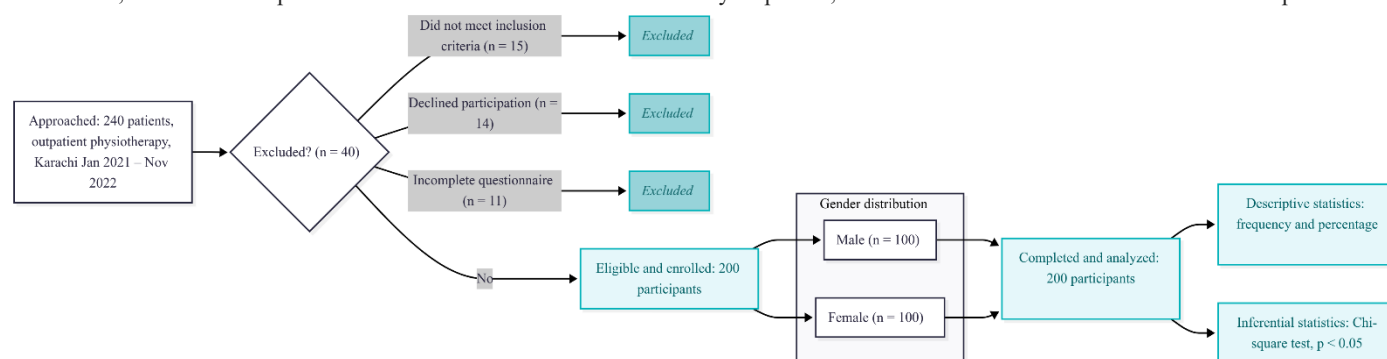 Did not meet inclusion
criteria (n = 15)
Excluded
Approached: 240 patients,
outpatient physiotherapy,
Karachi Jan 2021 – Nov
2022
Excluded? (n = 40)
Declined participation (n =
14)
Excluded
Incomplete questionnaire
(n = 11)
Excluded
No
Eligible and enrolled: 200
participants
Gender distribution
Male (n = 100)
Female (n = 100)
Completed and analyzed:
200 participants
Descriptive statistics:
frequency and percentage
Inferential statistics: Chi-
square test, p < 0.05